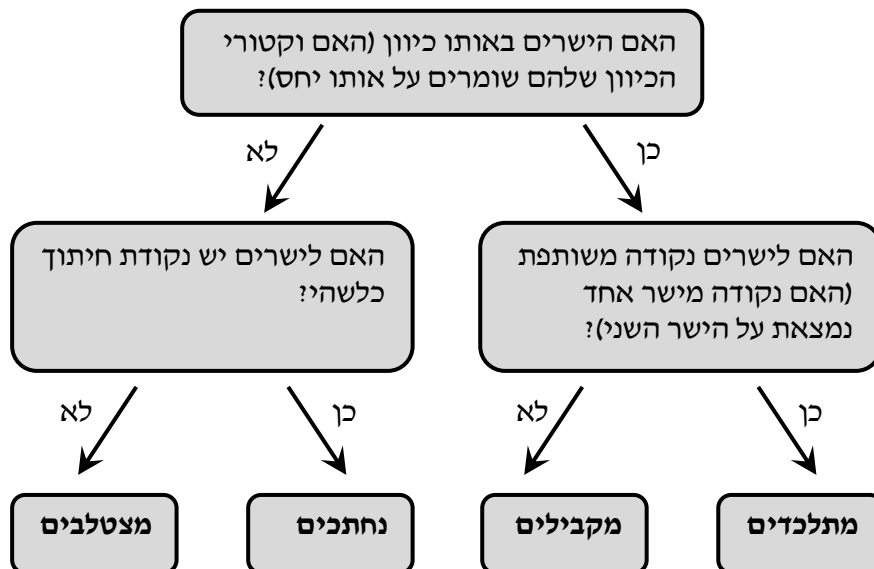 האם הישרים באותו כיוון (האם וקטורי
הכיוון שלהם שומרים על אותו יחס)?
כן
לא
האם לישרים נקודה משותפת
(האם נקודה מישר אחד
נמצאת על הישר השני)?
האם לישרים יש נקודת חיתוך
כלשהי?
כן
לא
כן
לא
מתלכדים
מקבילים
נחתכים
מצטלבים